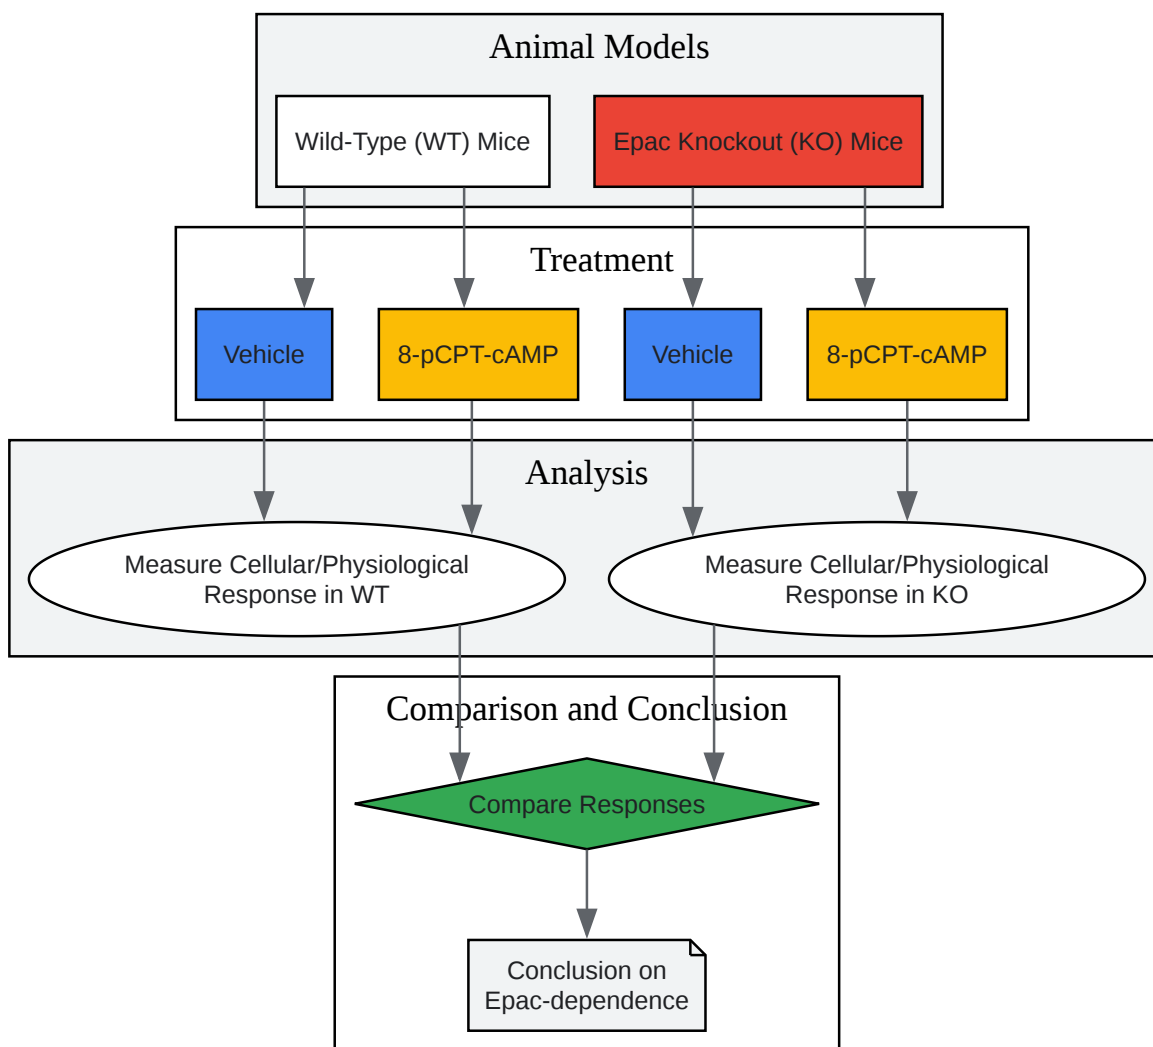 Animal Models
Wild-Type (WT) Mice
Epac Knockout (KO) Mice
Treatment
Vehicle
8-pCPT-cAMP
Vehicle
8-pCPT-cAMP
Analysis
Measure Cellular/Physiological
Response in WT
Measure Cellular/Physiological
Response in KO
Comparison and Conclusion
Compare Responses
Conclusion on
Epac-dependence